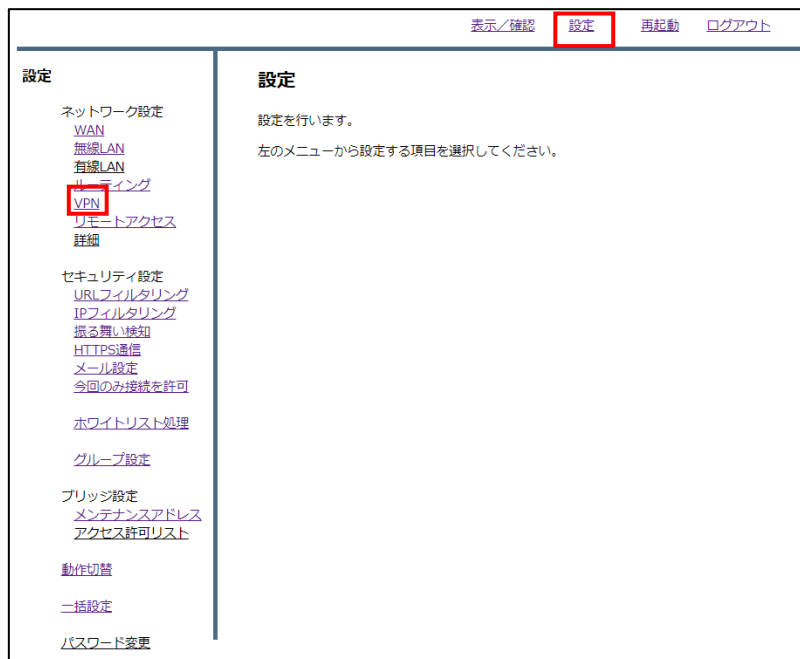 表示／確認 設定 再起動 ログアウト
設定
ネットワーク設定
WAN
無線LAN
有線LAN
ルーティング
VPN
リモートアクセス
詳細
セキュリティ設定
URLフィルタリング
IPフィルタリング
振る舞い検知
HTTPS通信
メール設定
今回のみ接続を許可
ホワイトリスト処理
グループ設定
ブリッジ設定
メンテナンスアドレス
アクセス許可リスト
動作切替
一括設定
パスワード変更
設定
設定を行います。
左のメニューから設定する項目を選択してください。